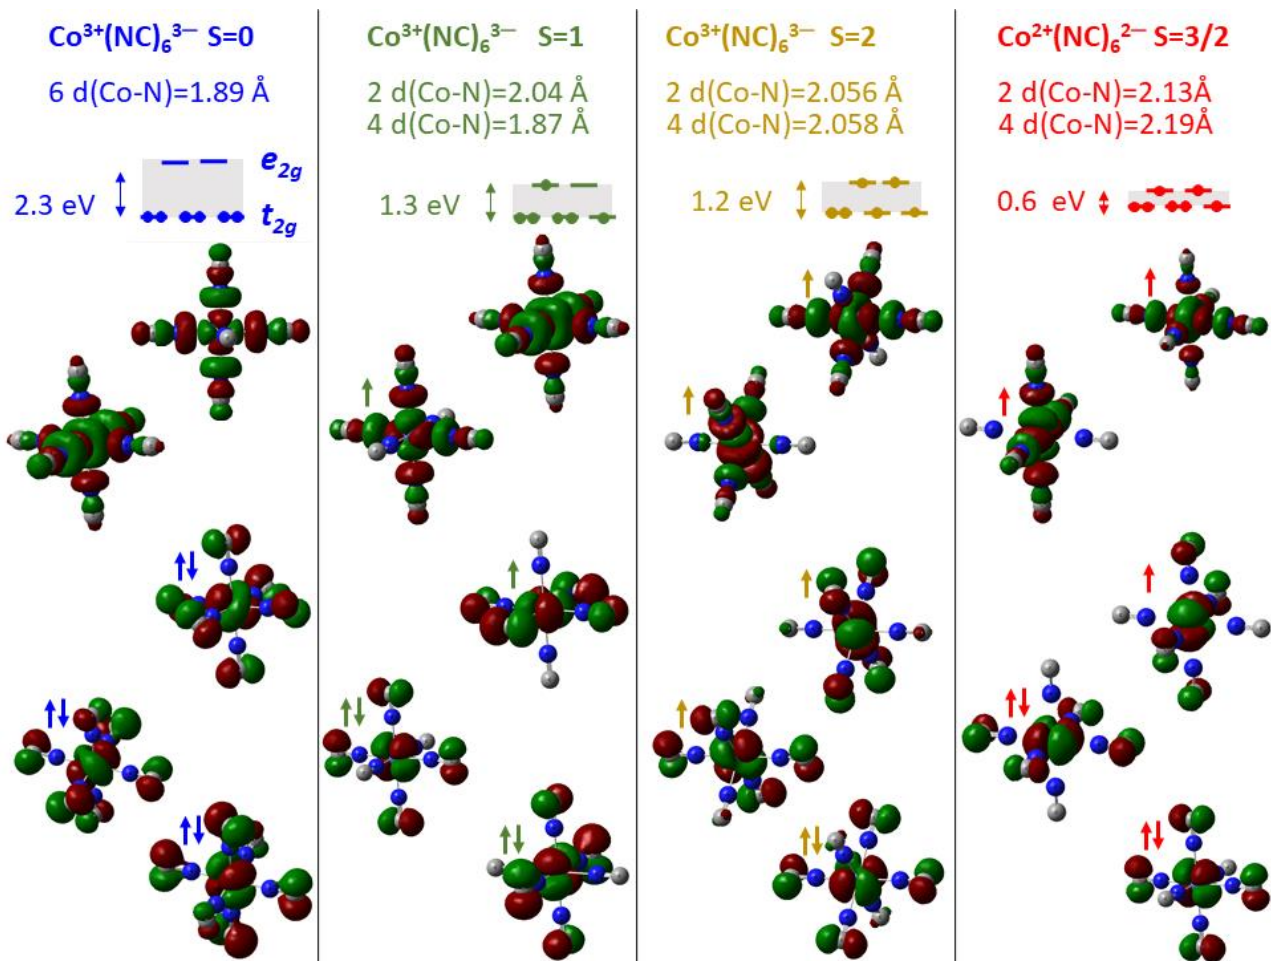 Co³⁺(NC)₆³⁻ S=0
6 d(Co-N)=1.89 Å
e₂g
2.3 eV
t₂g
Co³⁺(NC)₆³⁻ S=1
2 d(Co-N)=2.04 Å
4 d(Co-N)=1.87 Å
1.3 eV
Co³⁺(NC)₆³⁻ S=2
2 d(Co-N)=2.056 Å
4 d(Co-N)=2.058 Å
1.2 eV
Co²⁺(NC)₆²⁻ S=3/2
2 d(Co-N)=2.13Å
4 d(Co-N)=2.19Å
0.6 eV